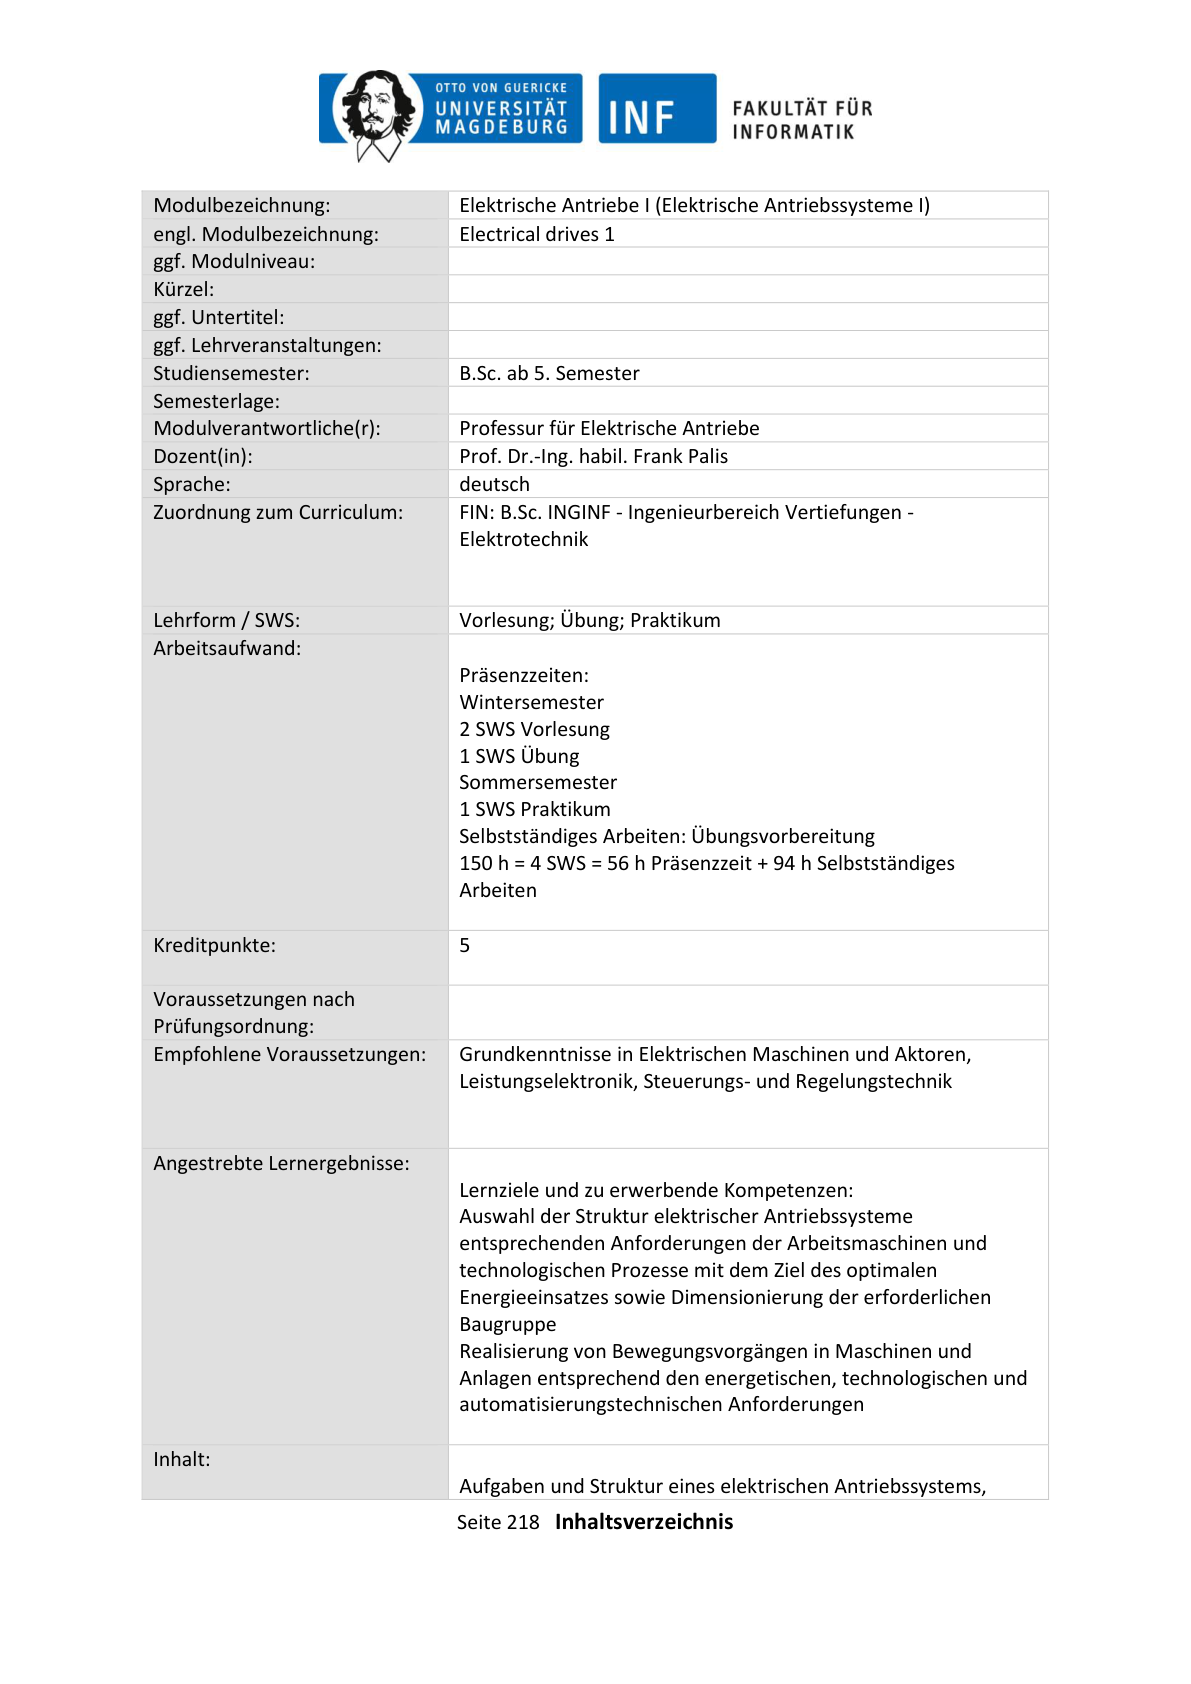 OTTO VON GUERICKE
UNIVERSITÄT
MAGDEBURG
INF
FAKULTÄT FÜR
INFORMATIK
Modulbezeichnung: Elektrische Antriebe I (Elektrische Antriebssysteme I)
engl. Modulbezeichnung: Electrical drives 1
ggf. Modulniveau:
Kürzel:
ggf. Untertitel:
ggf. Lehrveranstaltungen:
Studiensemester: B.Sc. ab 5. Semester
Semesterlage:
Modulverantwortliche(r): Professur für Elektrische Antriebe
Dozent(in): Prof. Dr.-Ing. habil. Frank Palis
Sprache: deutsch
Zuordnung zum Curriculum: FIN: B.Sc. INGINF - Ingenieurbereich Vertiefungen -
Elektrotechnik
Lehrform / SWS: Vorlesung; Übung; Praktikum
Arbeitsaufwand:
Präsenzzeiten:
Wintersemester
2 SWS Vorlesung
1 SWS Übung
Sommersemester
1 SWS Praktikum
Selbstständiges Arbeiten: Übungsvorbereitung
150 h = 4 SWS = 56 h Präsenzzeit + 94 h Selbstständiges
Arbeiten
Kreditpunkte: 5
Voraussetzungen nach
Prüfungsordnung:
Empfohlene Voraussetzungen: Grundkenntnisse in Elektrischen Maschinen und Aktoren,
Leistungselektronik, Steuerungs- und Regelungstechnik
Angestrebte Lernergebnisse:
Lernziele und zu erwerbende Kompetenzen:
Auswahl der Struktur elektrischer Antriebssysteme
entsprechenden Anforderungen der Arbeitsmaschinen und
technologischen Prozesse mit dem Ziel des optimalen
Energieeinsatzes sowie Dimensionierung der erforderlichen
Baugruppe
Realisierung von Bewegungsvorgängen in Maschinen und
Anlagen entsprechend den energetischen, technologischen und
automatisierungstechnischen Anforderungen
Inhalt:
Aufgaben und Struktur eines elektrischen Antriebssystems,
Seite 218 Inhaltsverzeichnis